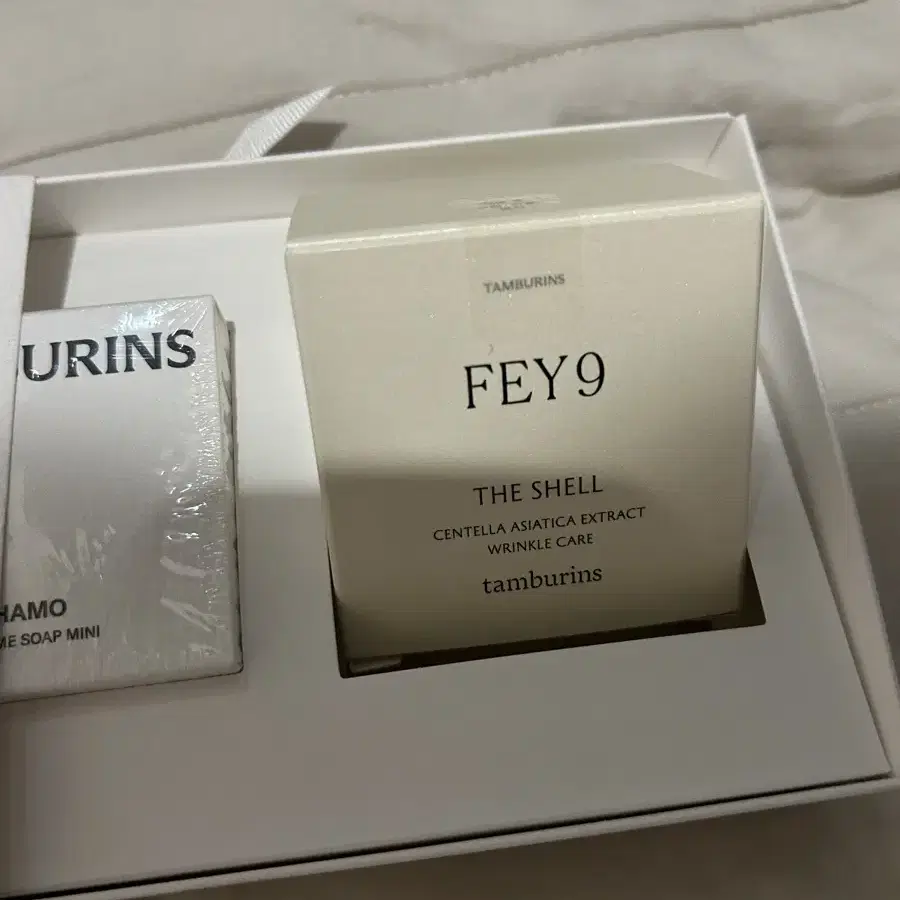 URINS
HAMO
ME SOAP MINI
TAMBURINS
FEY9
THE SHELL
CENTELLA ASIATICA EXTRACT
WRINKLE CARE
tamburins